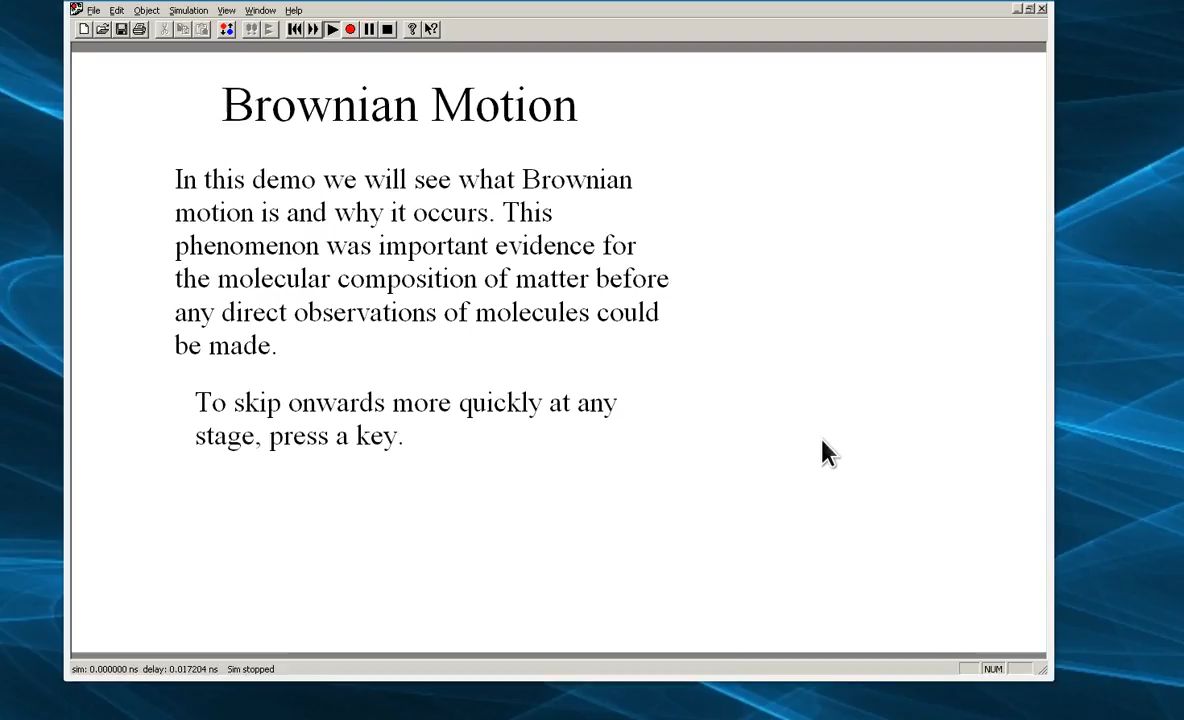 File Edit Object Simulation View Window Help
Brownian Motion
In this demo we will see what Brownian
motion is and why it occurs. This
phenomenon was important evidence for
the molecular composition of matter before
any direct observations of molecules could
be made.
To skip onwards more quickly at any
stage, press a key.
sim: 0.000000 ns delay: 0.017204 ns Sim stopped NUM